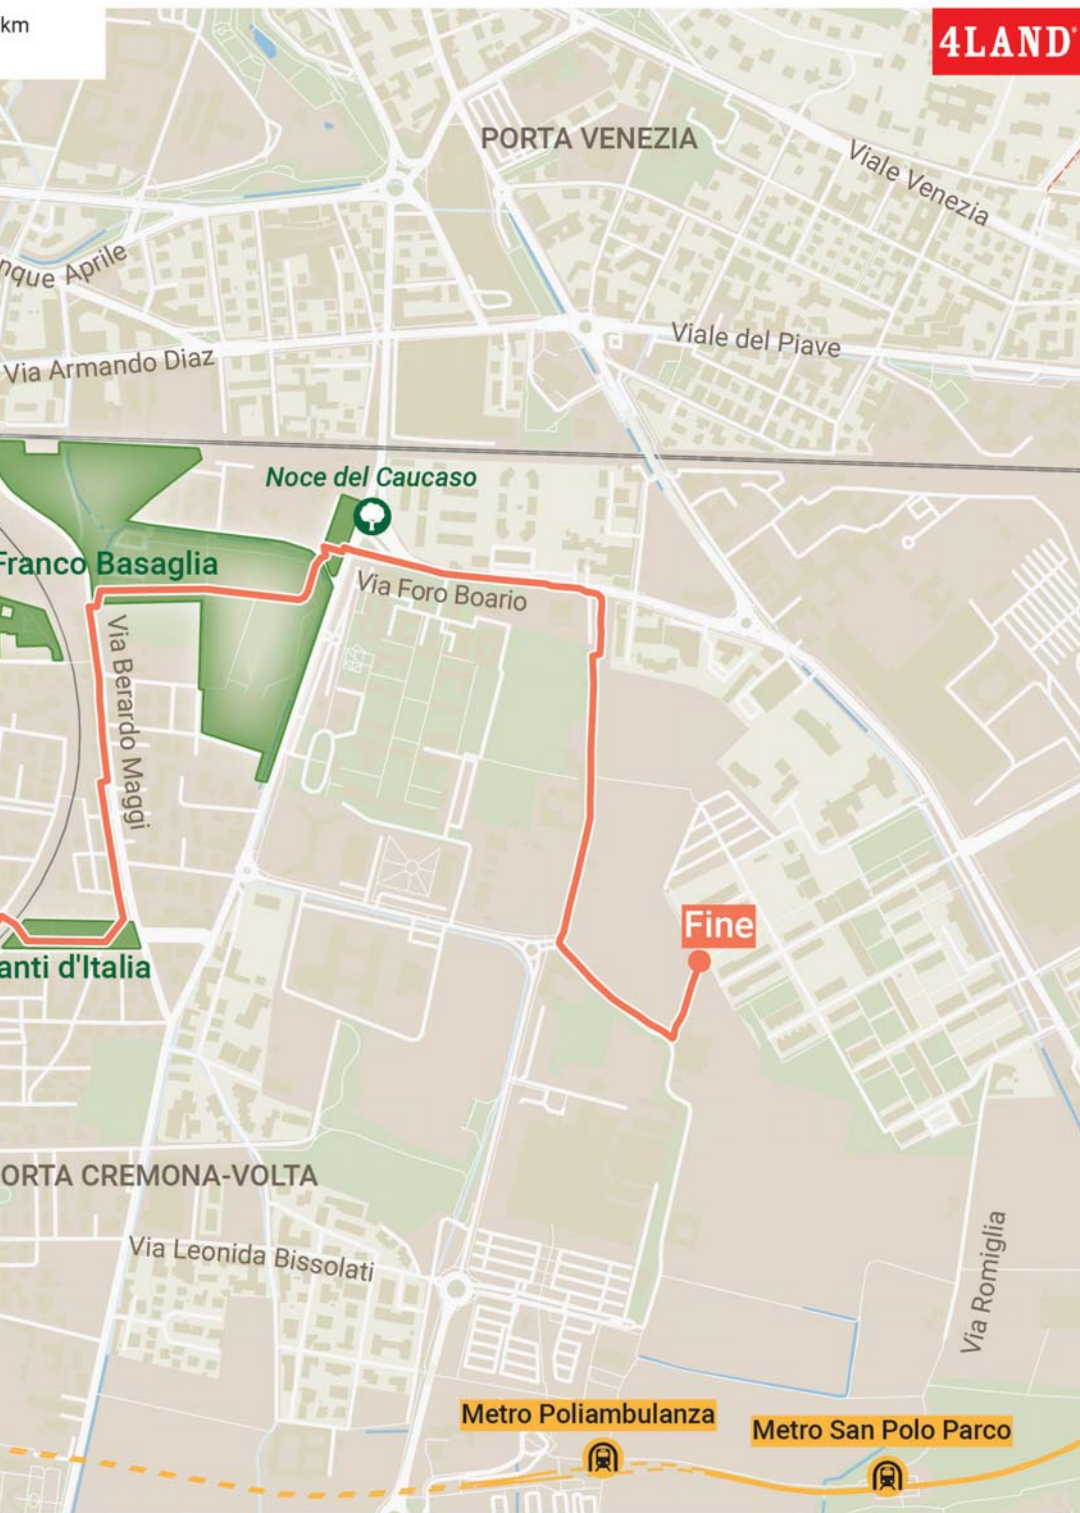 km
4LAND
PORTA VENEZIA
Viale Venezia
nque Aprile
Viale del Piave
Via Armando Diaz
Noce del Caucaso
Franco Basaglia
Via Foro Boario
Via Berardo Maggi
Fine
anti d'Italia
ORTA CREMONA-VOLTA
Via Leonida Bissolati
Via Romiglia
Metro Poliambulanza
Metro San Polo Parco